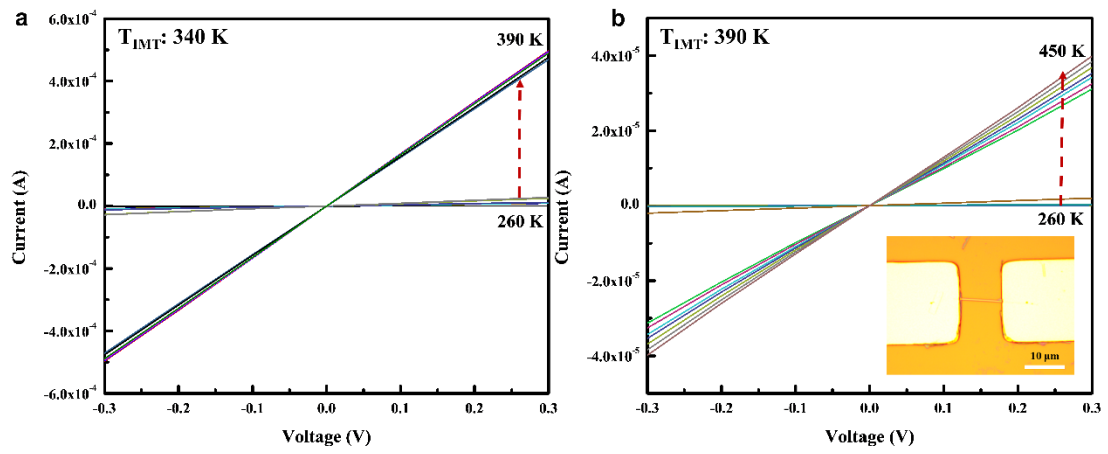 a
T_IMT: 340 K
390 K
260 K
6.0x10⁻⁴
4.0x10⁻⁴
2.0x10⁻⁴
0.0
-2.0x10⁻⁴
-4.0x10⁻⁴
-6.0x10⁻⁴
Current (A)
-0.3 -0.2 -0.1 0.0 0.1 0.2 0.3
Voltage (V)
b
T_IMT: 390 K
450 K
260 K
4.0x10⁻⁵
2.0x10⁻⁵
0.0
-2.0x10⁻⁵
-4.0x10⁻⁵
Current (A)
10 μm
-0.3 -0.2 -0.1 0.0 0.1 0.2 0.3
Voltage (V)